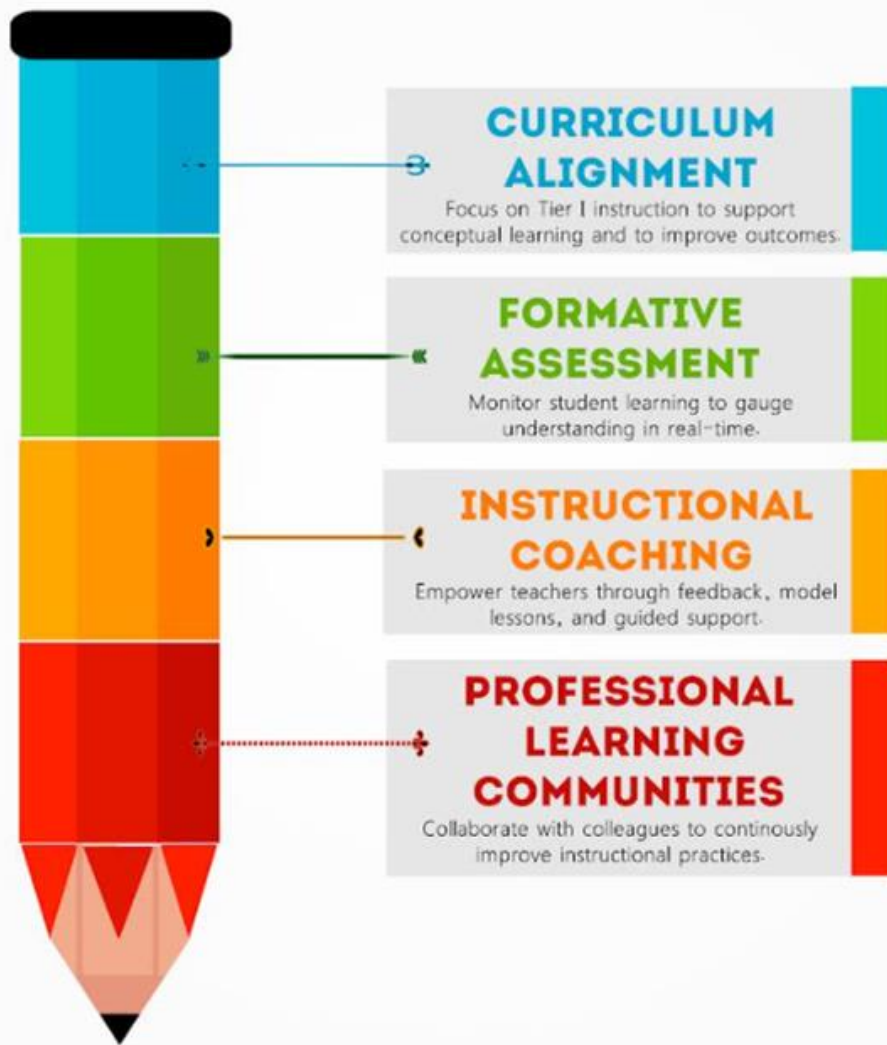 CURRICULUM
ALIGNMENT
Focus on Tier I instruction to support
conceptual learning and to improve outcomes.
FORMATIVE
ASSESSMENT
Monitor student learning to gauge
understanding in real-time.
INSTRUCTIONAL
COACHING
Empower teachers through feedback, model
lessons, and guided support.
PROFESSIONAL
LEARNING
COMMUNITIES
Collaborate with colleagues to continously
improve instructional practices.